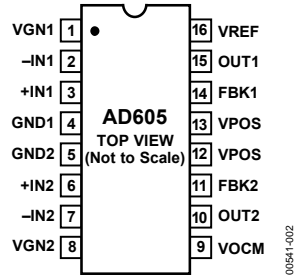 VGN1 1
–IN1 2
+IN1 3
GND1 4
GND2 5
+IN2 6
–IN2 7
VGN2 8
AD605
TOP VIEW
(Not to Scale)
16 VREF
15 OUT1
14 FBK1
13 VPOS
12 VPOS
11 FBK2
10 OUT2
9 VOCM
00541-002